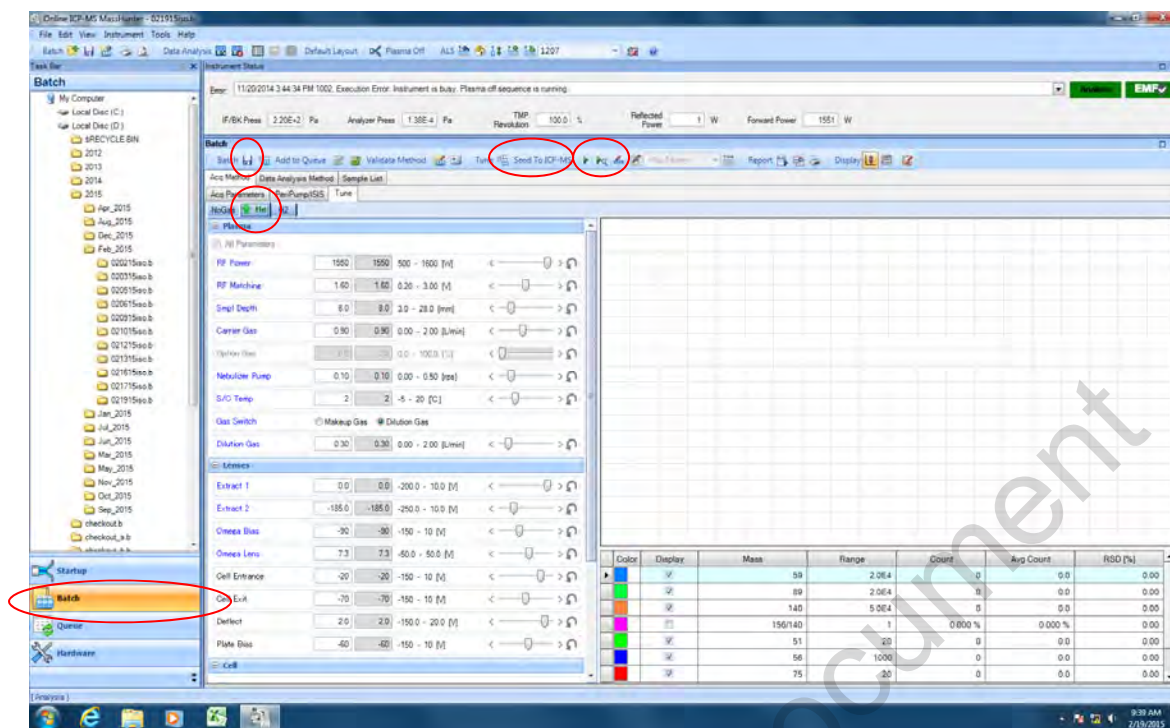 Online ICP-MS MassHunter - 021915iso.b
File Edit View Instrument Tools Help
Batch Data Analysis Default Layout Plasma Off ALS 1207
Task Bar
Instrument Status
Batch
Error: 11/20/2014 3:44:34 PM 1002, Execution Error. Instrument is busy. Plasma off sequence is running.
EMF
IF/BK Press 2.20E+2 Pa Analyzer Press 1.38E-4 Pa TMP Revolution 100.0 % Reflected Power 1 W Forward Power 1551 W
My Computer
Local Disc (C:)
Local Disc (D:)
$RECYCLE.BIN
2012
2013
2014
2015
Apr_2015
Aug_2015
Dec_2015
Feb_2015
020215iso.b
020315iso.b
020515iso.b
020615iso.b
020915iso.b
021015iso.b
021215iso.b
021315iso.b
021615iso.b
021715iso.b
021915iso.b
Jan_2015
Jul_2015
Jun_2015
Mar_2015
May_2015
Nov_2015
Oct_2015
Sep_2015
checkout.b
checkout_a.b
Startup
Batch
Queue
Hardware
Batch
Batch Add to Queue Validate Method Tune Send To ICP-MS Report Display
Acq Method Data Analysis Method Sample List
Acq Parameters PeriPump/ISIS Tune
NoGas He H2
Plasma
All Parameters
RF Power 1550 1550 500 - 1600 [W]
RF Matching 1.60 1.60 0.20 - 3.00 [V]
Smpl Depth 8.0 8.0 3.0 - 28.0 [mm]
Carrier Gas 0.90 0.90 0.00 - 2.00 [L/min]
Option Gas 0.0 - 100.0 [%]
Nebulizer Pump 0.10 0.10 0.00 - 0.50 [rps]
S/C Temp 2 2 -5 - 20 [°C]
Gas Switch Makeup Gas Dilution Gas
Dilution Gas 0.30 0.30 0.00 - 2.00 [L/min]
Lenses
Extract 1 0.0 0.0 -200.0 - 10.0 [V]
Extract 2 -185.0 -185.0 -250.0 - 10.0 [V]
Omega Bias -90 -90 -150 - 10 [V]
Omega Lens 7.3 7.3 -50.0 - 50.0 [V]
Cell Entrance -20 -20 -150 - 10 [V]
Cell Exit -70 -70 -150 - 10 [V]
Deflect 2.0 2.0 -150.0 - 20.0 [V]
Plate Bias -60 -60 -150 - 10 [V]
Cell
Color Display Mass Range Count Avg Count RSD [%]
59 2.0E4 0 0.0 0.00
89 2.0E4 0 0.0 0.00
140 5.0E4 0 0.0 0.00
156/140 1 0.000 % 0.000 % 0.00
51 20 0 0.0 0.00
56 1000 0 0.0 0.00
75 20 0 0.0 0.00
[Analysis]
9:39 AM
2/19/2015
ocument